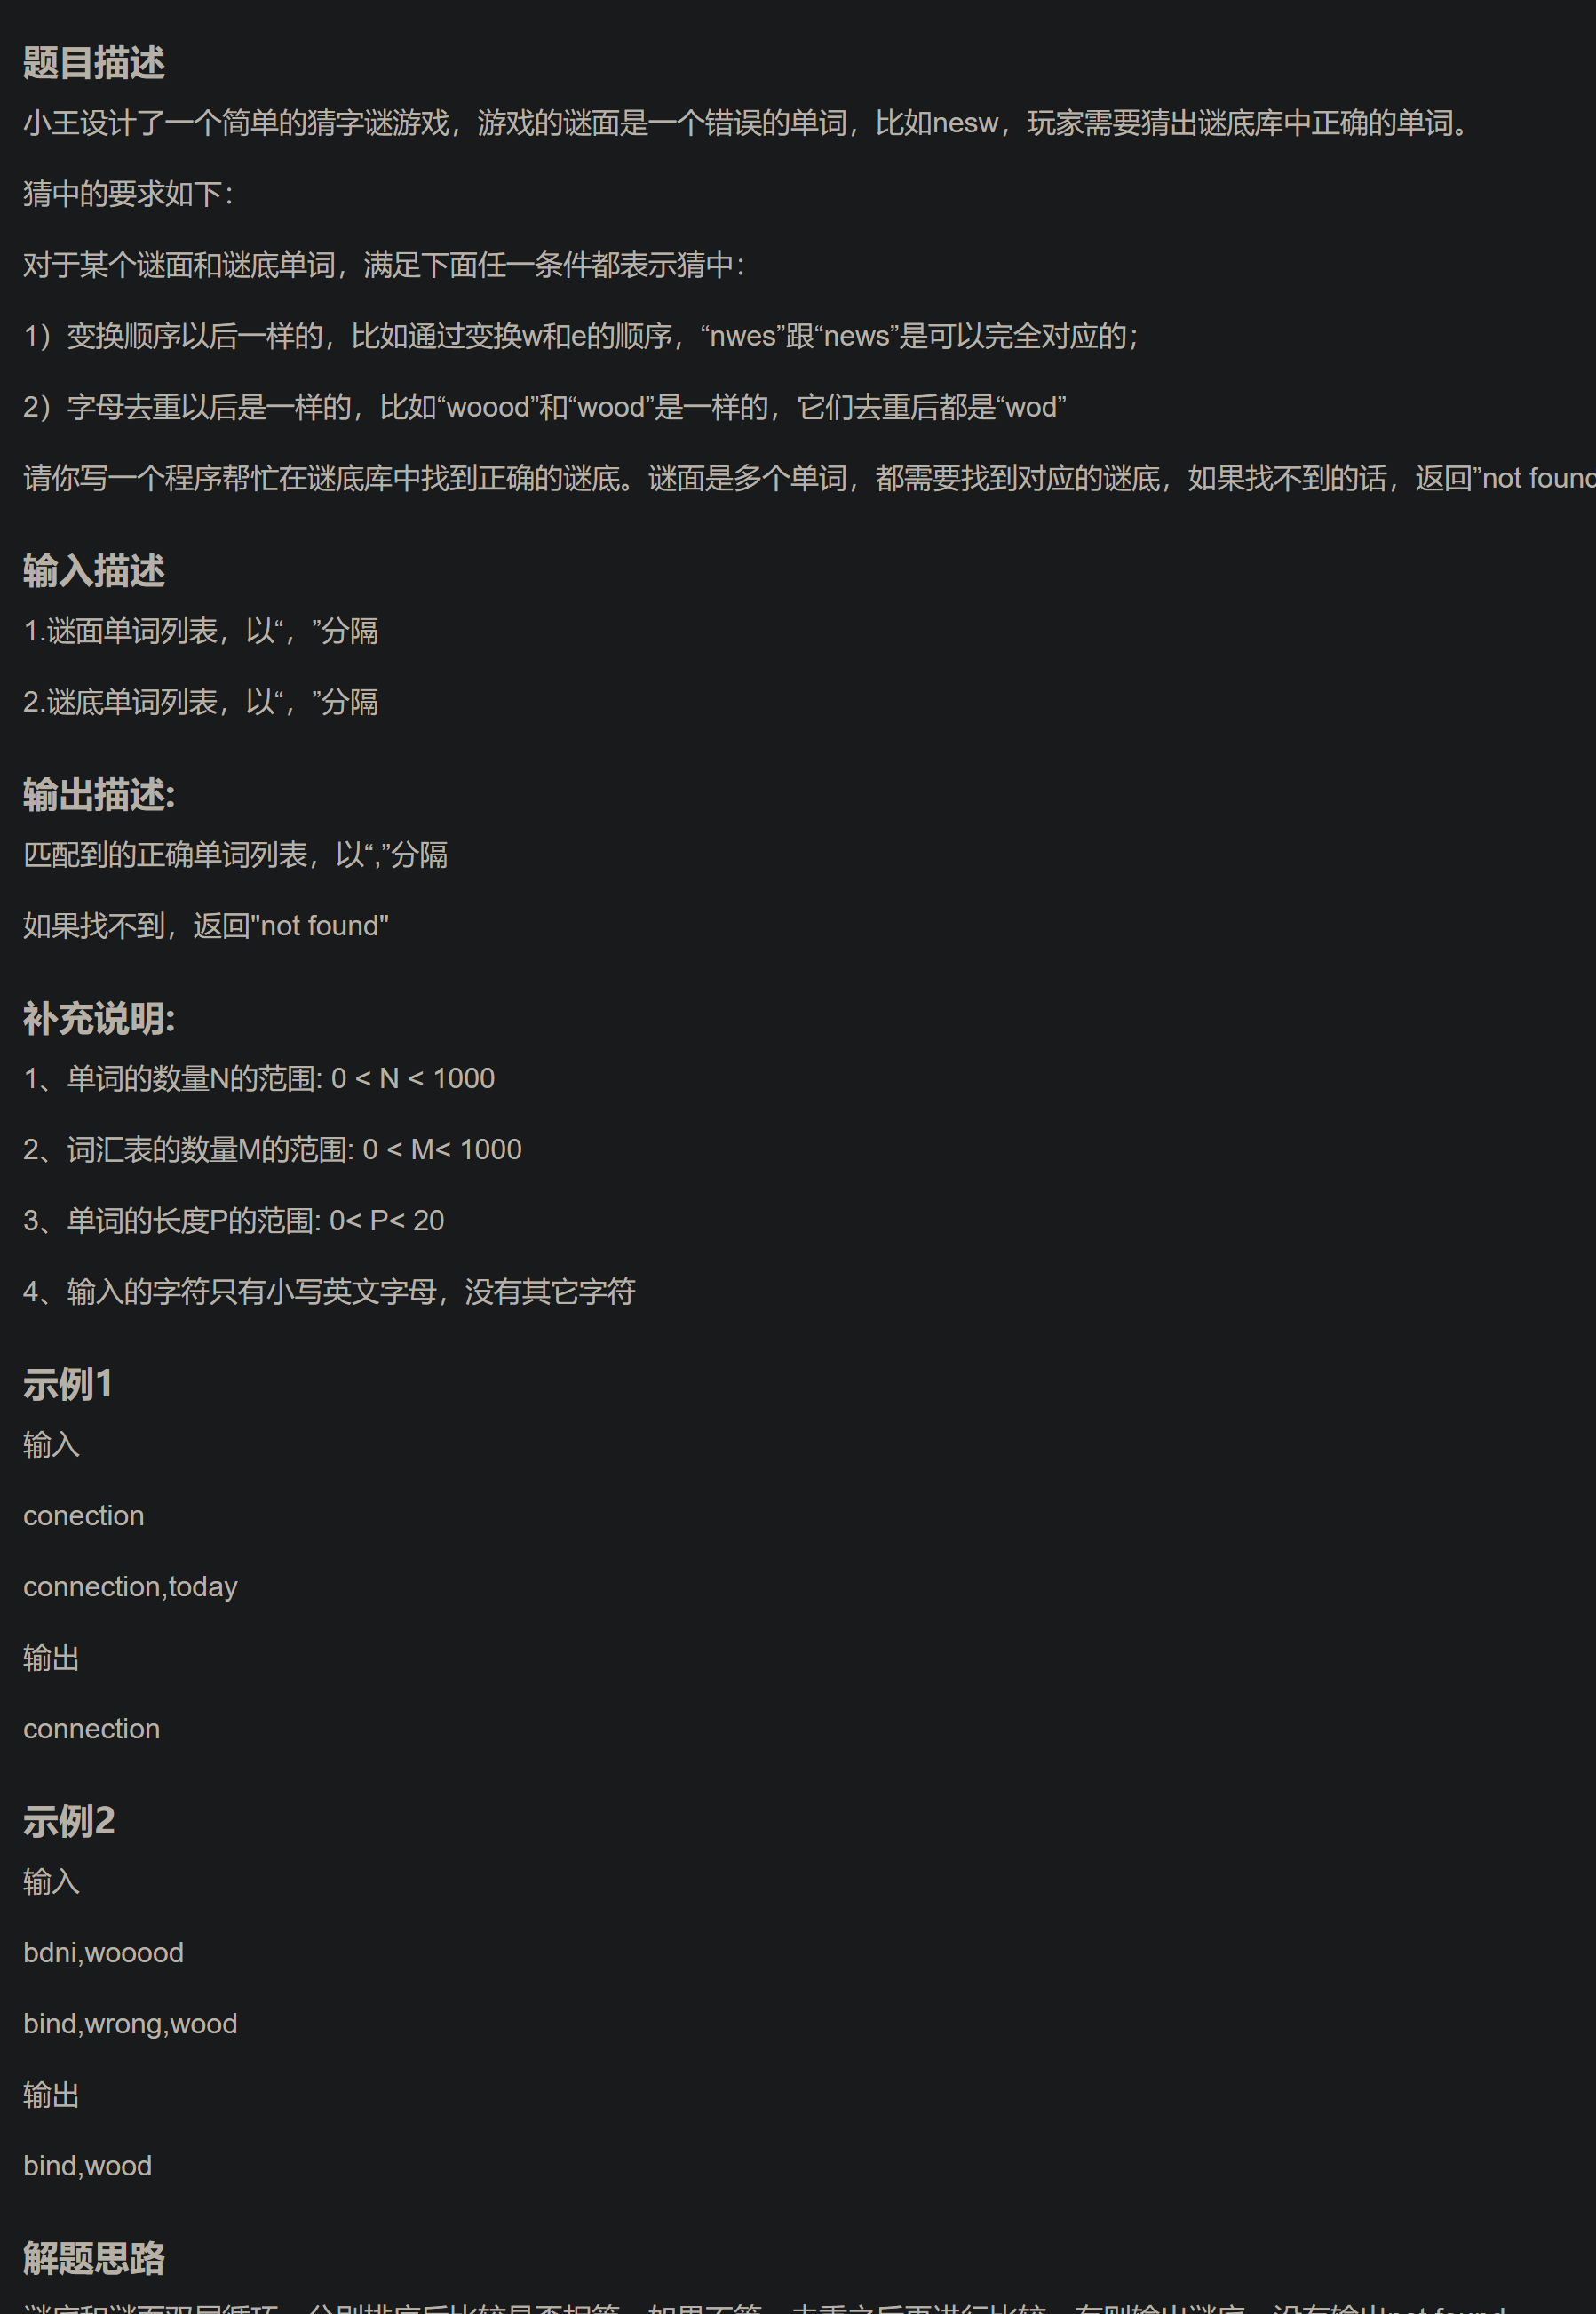 题目描述
小王设计了一个简单的猜字谜游戏，游戏的谜面是一个错误的单词，比如nesw，玩家需要猜出谜底库中正确的单词。
猜中的要求如下：
对于某个谜面和谜底单词，满足下面任一条件都表示猜中：
1）变换顺序以后一样的，比如通过变换w和e的顺序，“nwes”跟“news”是可以完全对应的；
2）字母去重以后是一样的，比如“woood”和“wood”是一样的，它们去重后都是“wod”
请你写一个程序帮忙在谜底库中找到正确的谜底。谜面是多个单词，都需要找到对应的谜底，如果找不到的话，返回”not found
输入描述
1.谜面单词列表，以“，”分隔
2.谜底单词列表，以“，”分隔
输出描述:
匹配到的正确单词列表，以“,”分隔
如果找不到，返回"not found"
补充说明:
1、单词的数量N的范围: 0 < N < 1000
2、词汇表的数量M的范围: 0 < M< 1000
3、单词的长度P的范围: 0< P< 20
4、输入的字符只有小写英文字母，没有其它字符
示例1
输入
conection
connection,today
输出
connection
示例2
输入
bdni,wooood
bind,wrong,wood
输出
bind,wood
解题思路